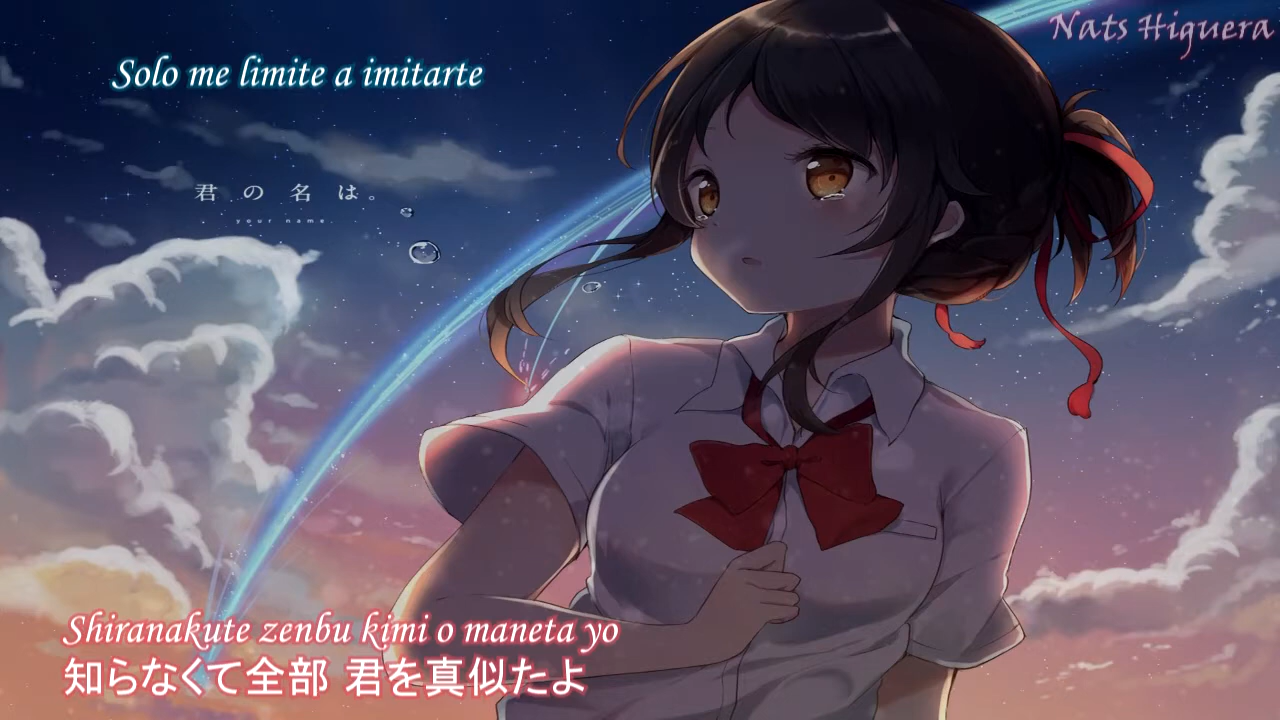 Nats Higuera
Solo me limite a imitarte
君の名は。
your name.
Shiranakute zenbu kimi o maneta yo
知らなくて全部 君を真似たよ